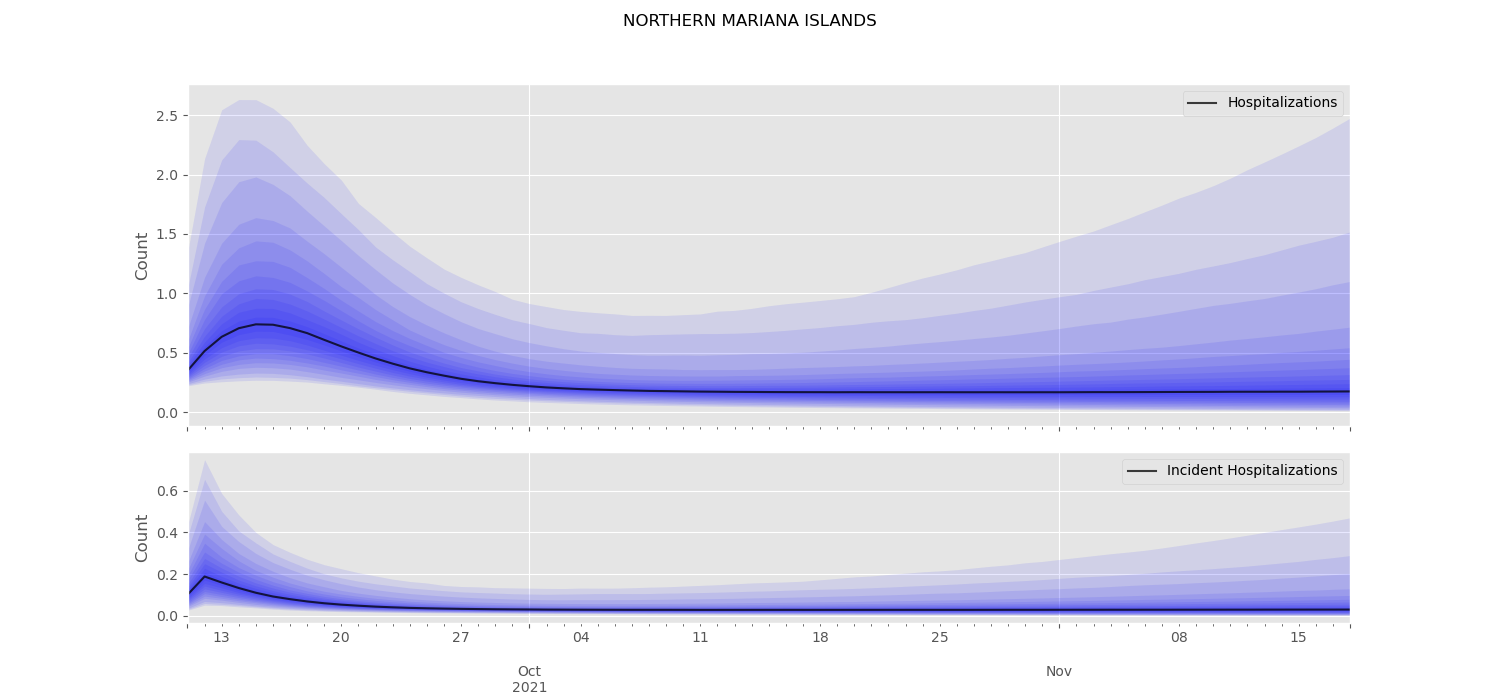 NORTHERN MARIANA ISLANDS
Hospitalizations
Count
2.5
2.0
1.5
1.0
0.5
0.0
Incident Hospitalizations
Count
0.6
0.4
0.2
0.0
13 20 27 04 11 18 25 08 15
Oct Nov
2021